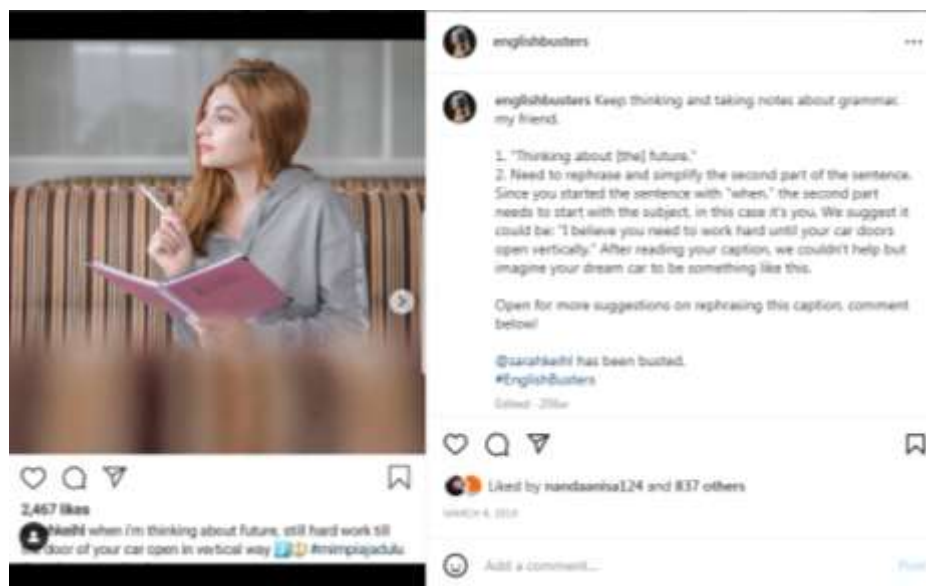 2,467 likes
hkeihl when i'm thinking about future, still hard work till
door of your car open in vertical way #mimpiajadulu
englishbusters
englishbusters Keep thinking and taking notes about grammar,
my friend.
1. "Thinking about [the] future."
2. Need to rephrase and simplify the second part of the sentence.
Since you started the sentence with "when," the second part
needs to start with the subject, in this case it's you. We suggest it
could be: "I believe you need to work hard until your car doors
open vertically." After reading your caption, we couldn't help but
imagine your dream car to be something like this.
Open for more suggestions on rephrasing this caption, comment
below!
@sarahkeihl has been busted.
#EnglishBusters
Edited ·
Liked by nandaanisa124 and 837 others
MARCH
Add a comment...
Post